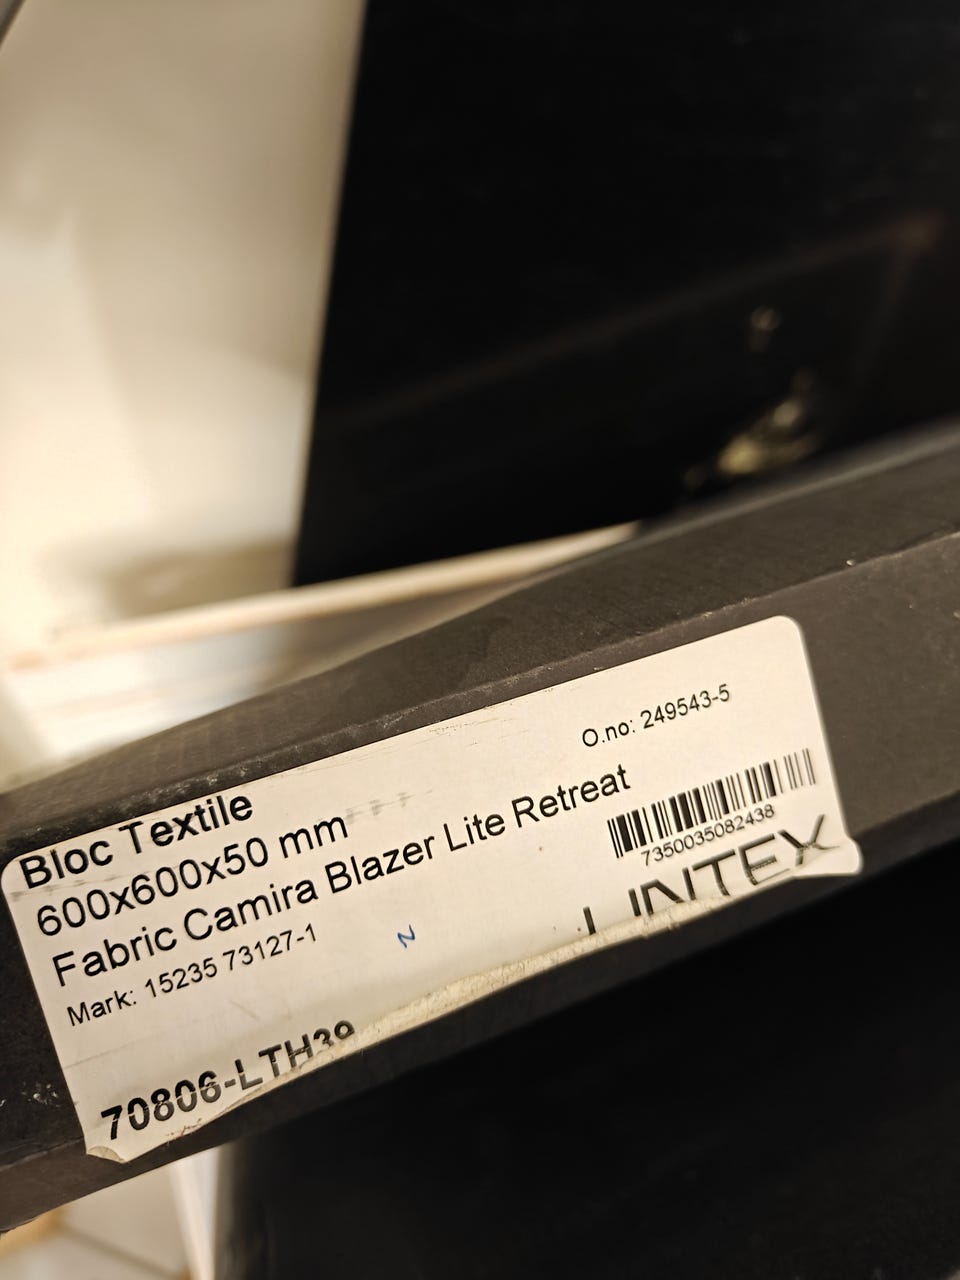 Bloc Textile
600x600x50 mm
Fabric Camira Blazer Lite Retreat
Mark: 15235 73127-1
O.no: 249543-5
7350035082438
LINTEX
N
70806-LTH39